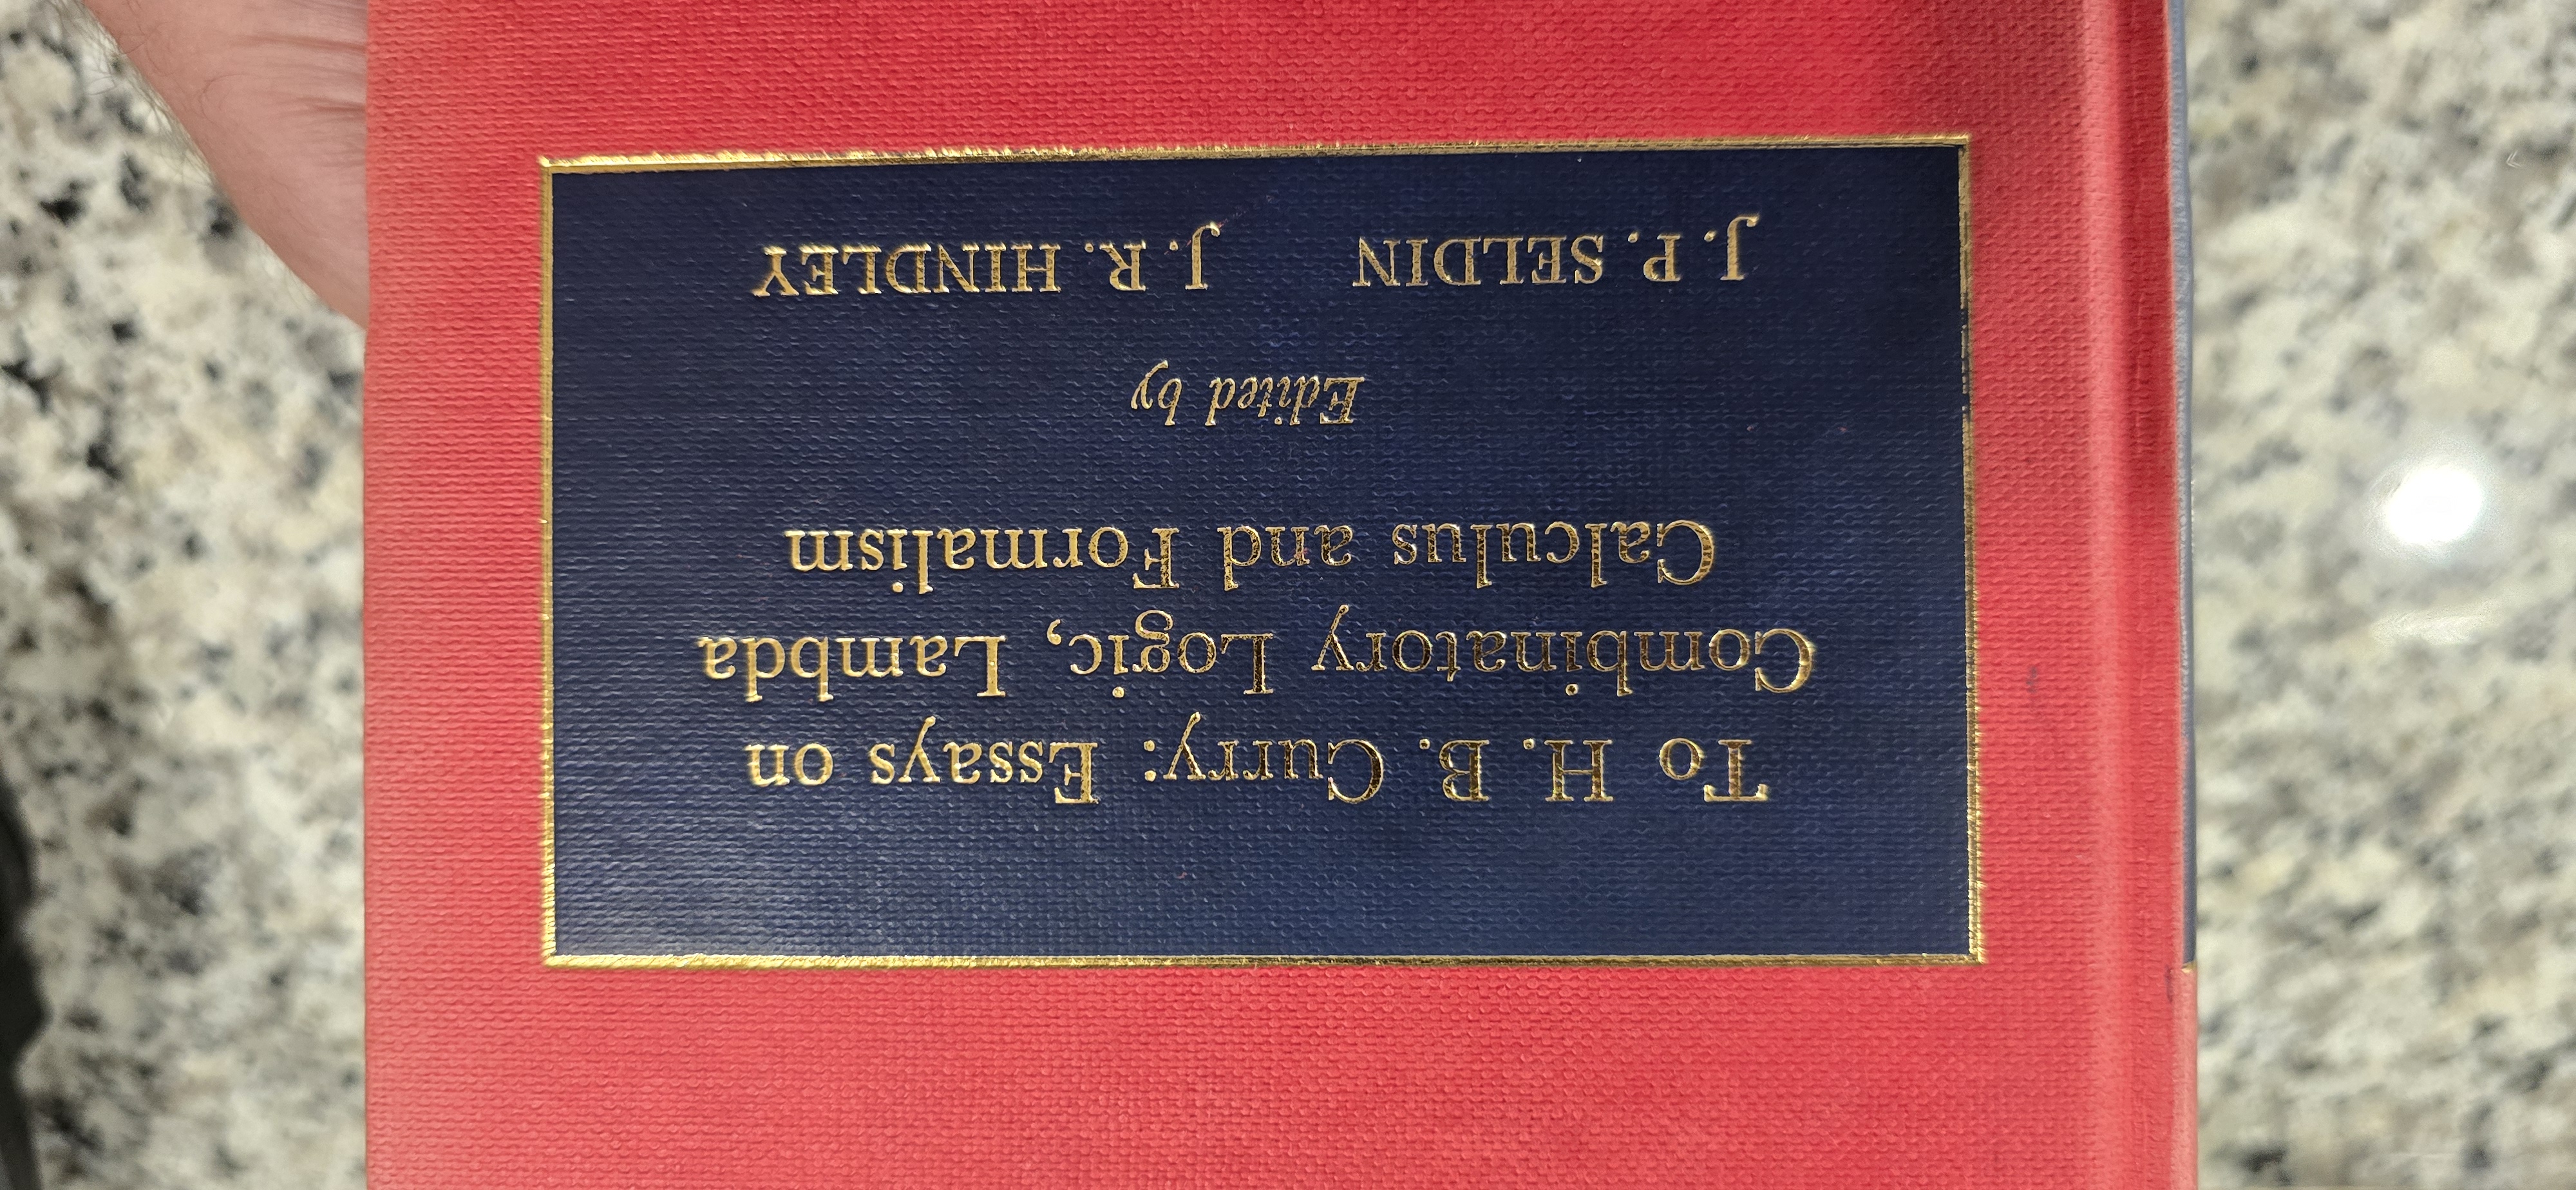 To H. B. Curry: Essays on
Combinatory Logic, Lambda
Calculus and Formalism
Edited by
J. P. SELDIN J. R. HINDLEY